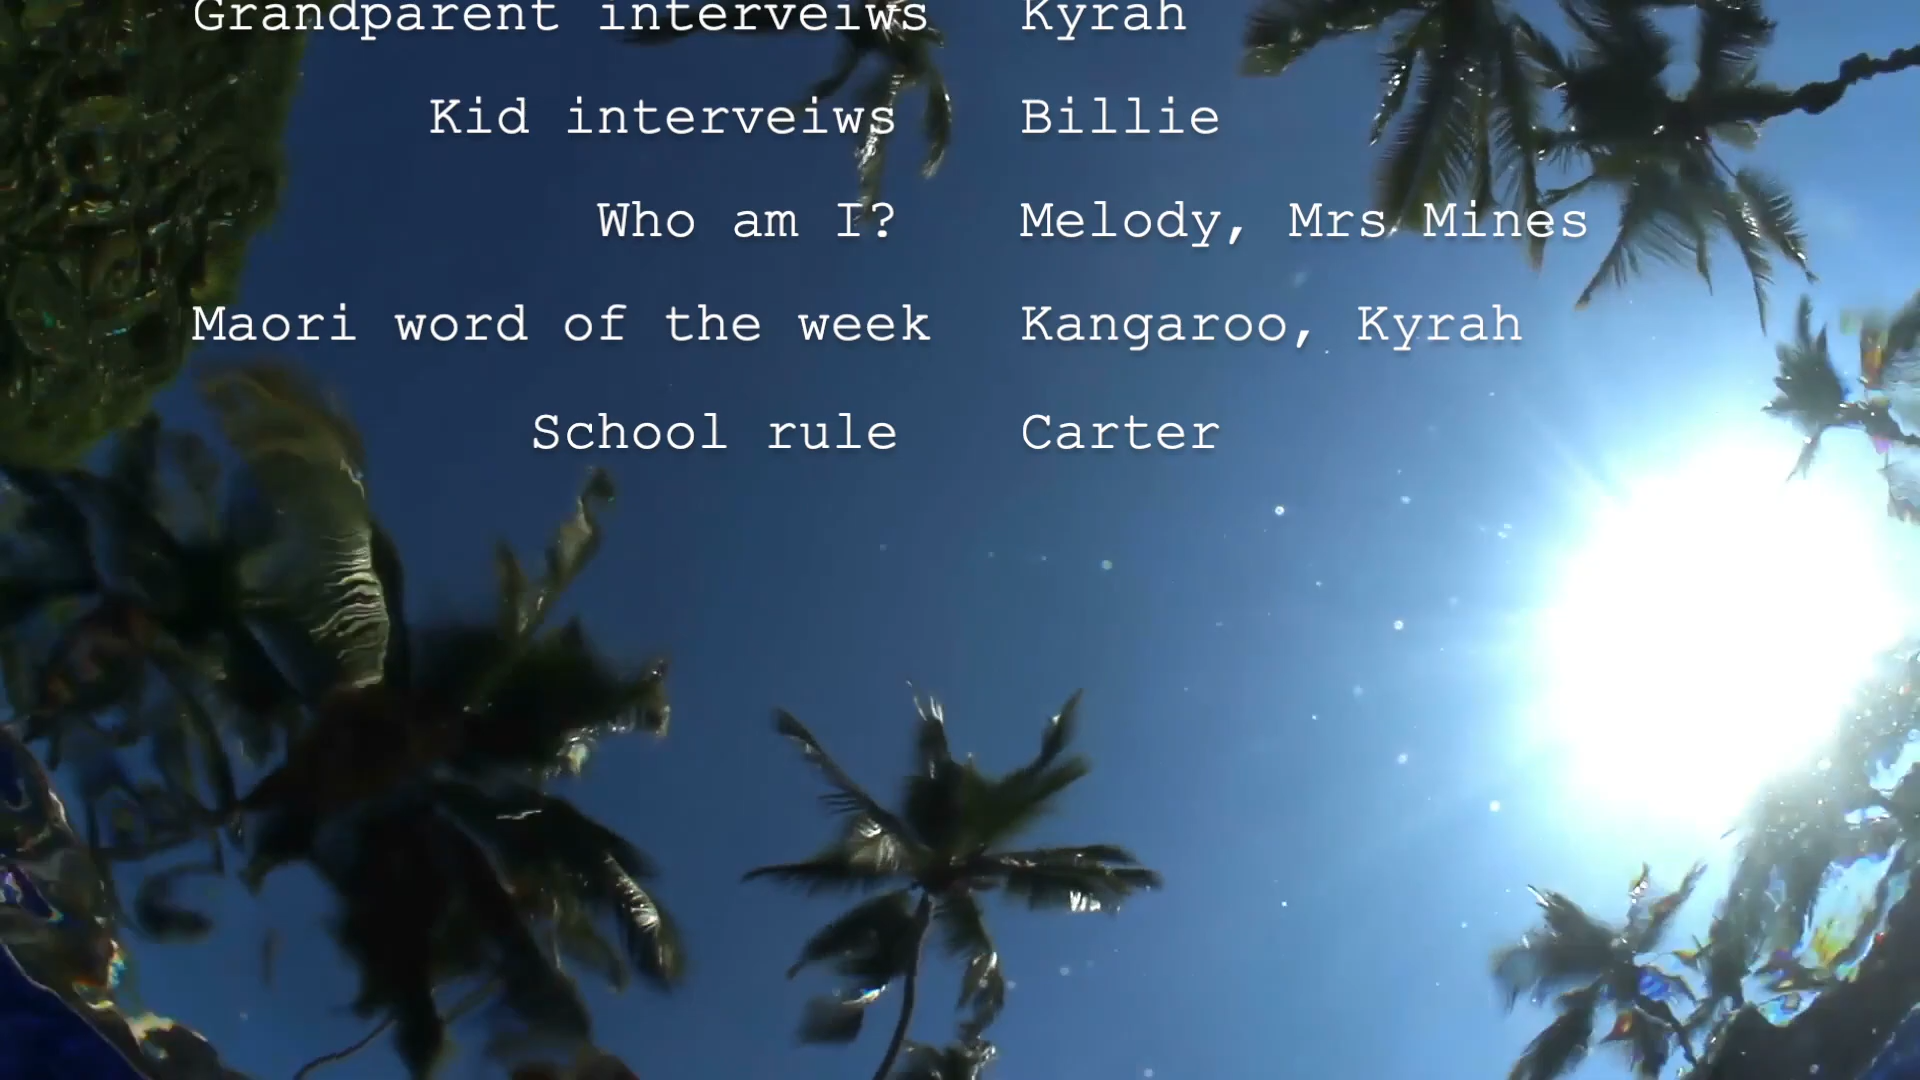 Grandparent interveiws Kyrah
Kid interveiws Billie
Who am I? Melody, Mrs Mines
Maori word of the week Kangaroo, Kyrah
School rule Carter